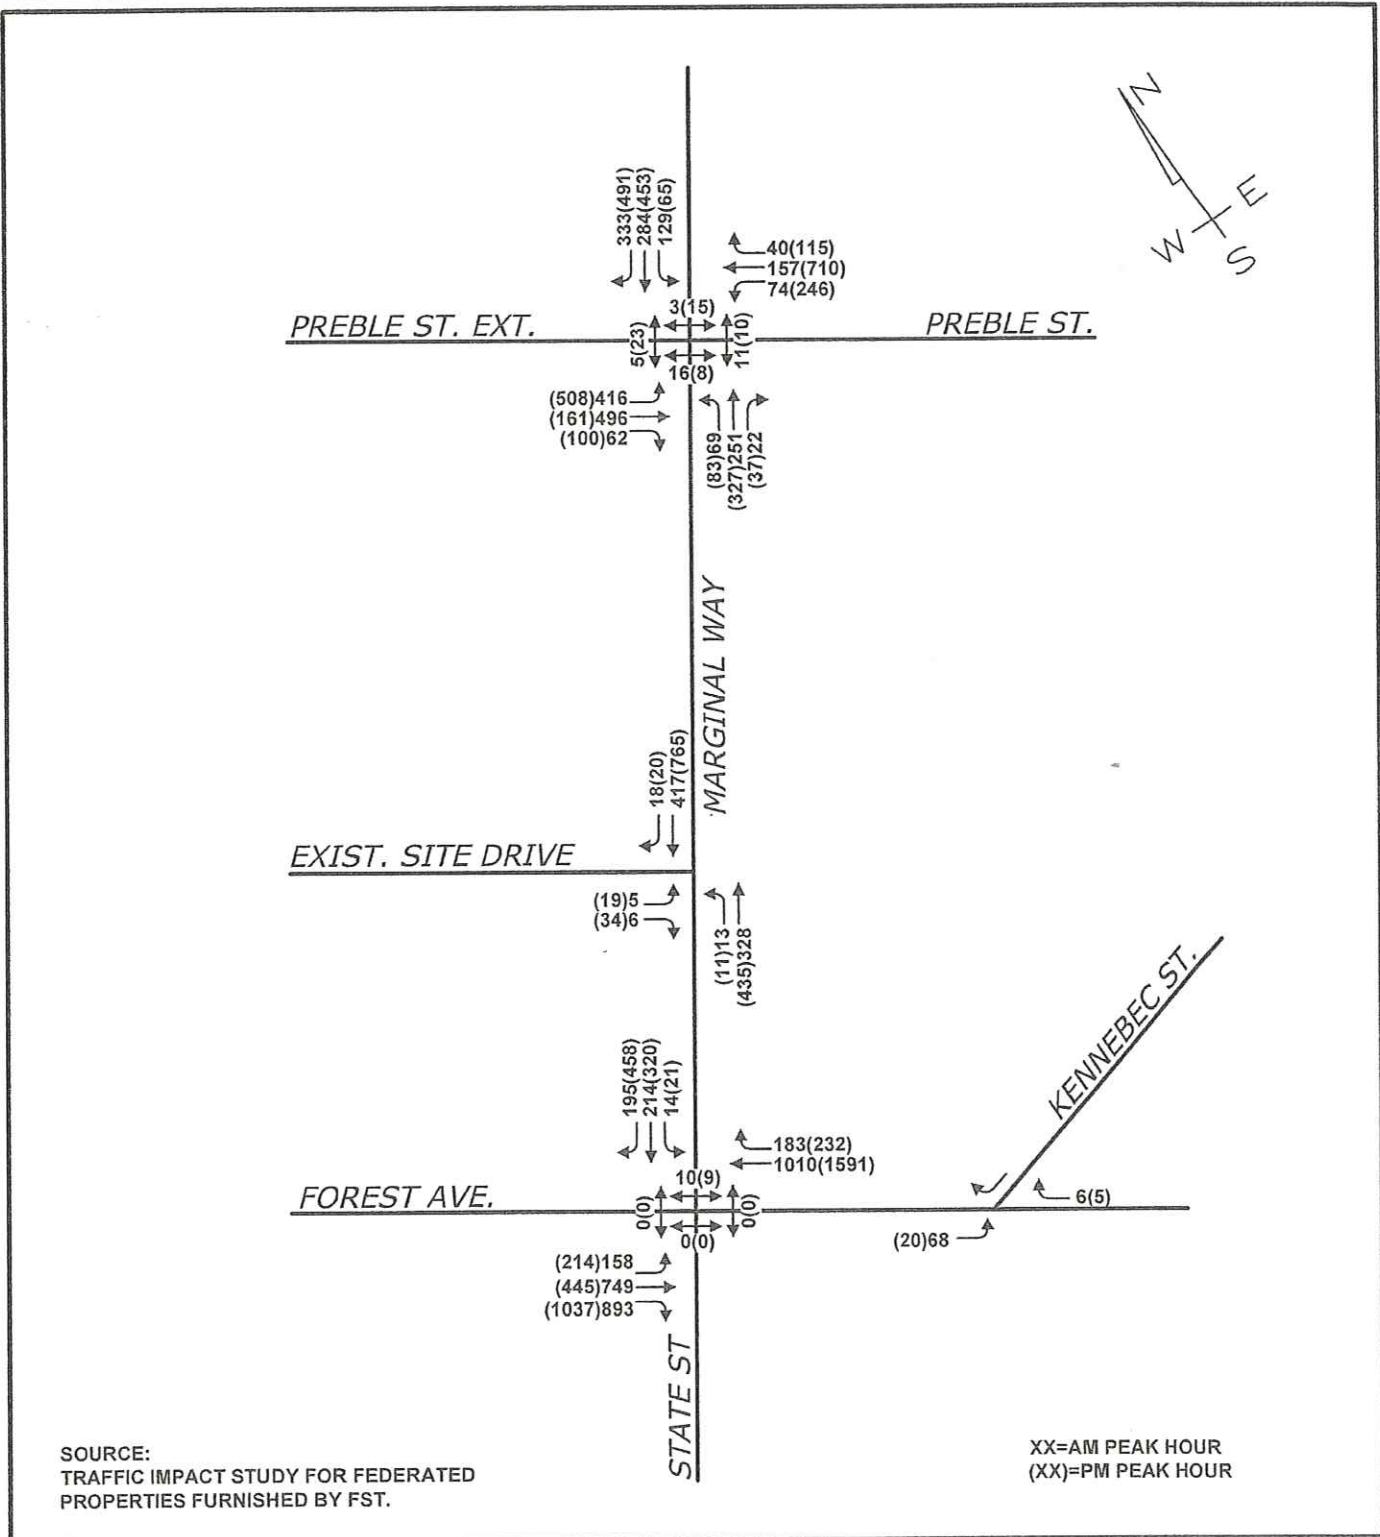 N
E
W
S
333(491)
284(453)
129(65)
40(115)
157(710)
74(246)
3(15)
PREBLE ST. EXT.
PREBLE ST.
5(23)
11(10)
16(8)
(508)416
(161)496
(100)62
(83)69
(327)251
(37)22
MARGINAL WAY
18(20)
417(765)
EXIST. SITE DRIVE
(19)5
(34)6
(11)13
(435)328
KENNEBEC ST.
195(458)
214(320)
14(21)
183(232)
1010(1591)
10(9)
FOREST AVE.
0(0)
0(0)
6(5)
0(0)
(20)68
(214)158
(445)749
(1037)893
STATE ST
SOURCE:
TRAFFIC IMPACT STUDY FOR FEDERATED
PROPERTIES FURNISHED BY FST.
XX=AM PEAK HOUR
(XX)=PM PEAK HOUR